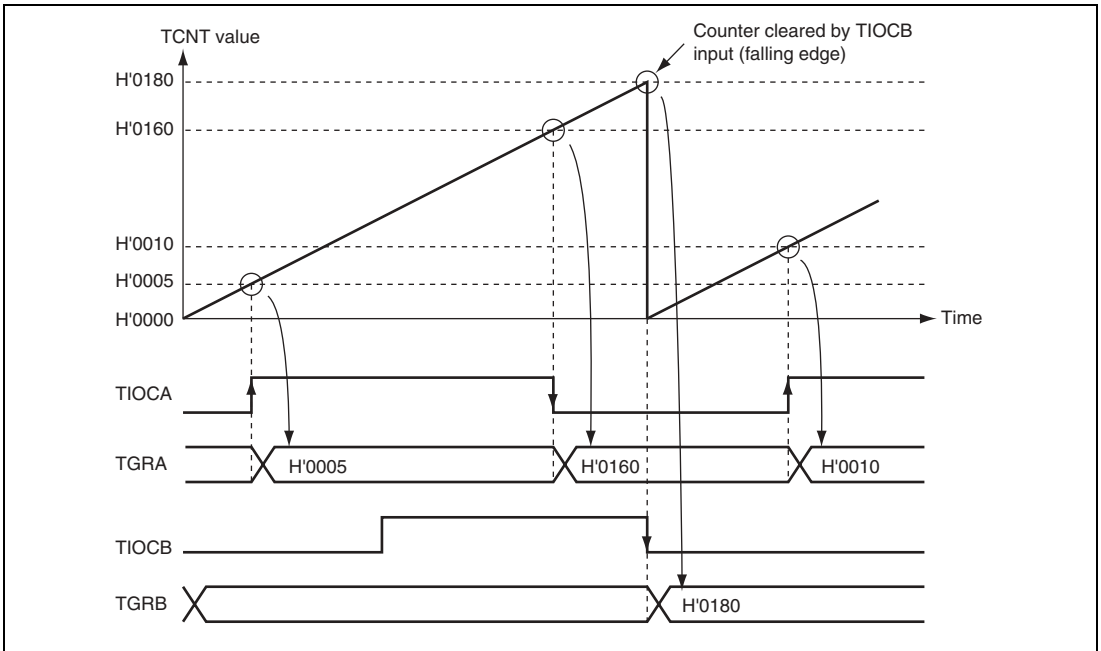 TCNT value
Counter cleared by TIOCB
input (falling edge)
H'0180
H'0160
H'0010
H'0005
H'0000
Time
TIOCA
TGRA
H'0005
H'0160
H'0010
TIOCB
TGRB
H'0180